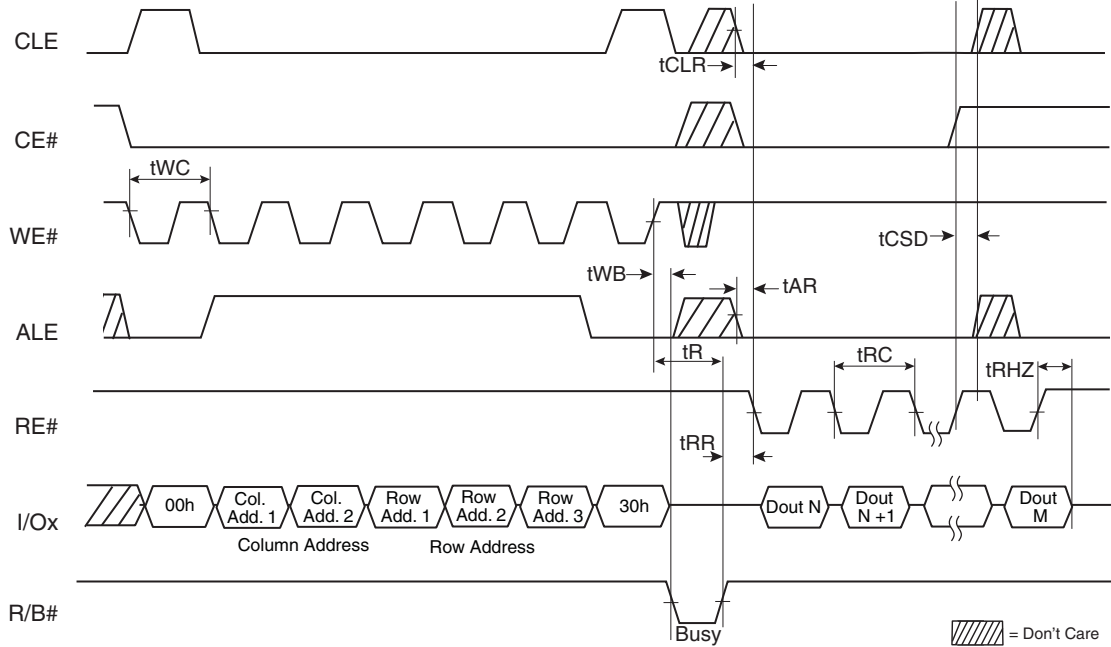 CLE
tCLR
CE#
tWC
WE#
tCSD
tWB
tAR
ALE
tR
tRC
tRHZ
RE#
tRR
I/Ox
00h
Col.
Add. 1
Col.
Add. 2
Row
Add. 1
Row
Add. 2
Row
Add. 3
30h
Dout N
Dout
N +1
Dout
M
Column Address
Row Address
R/B#
Busy
= Don't Care